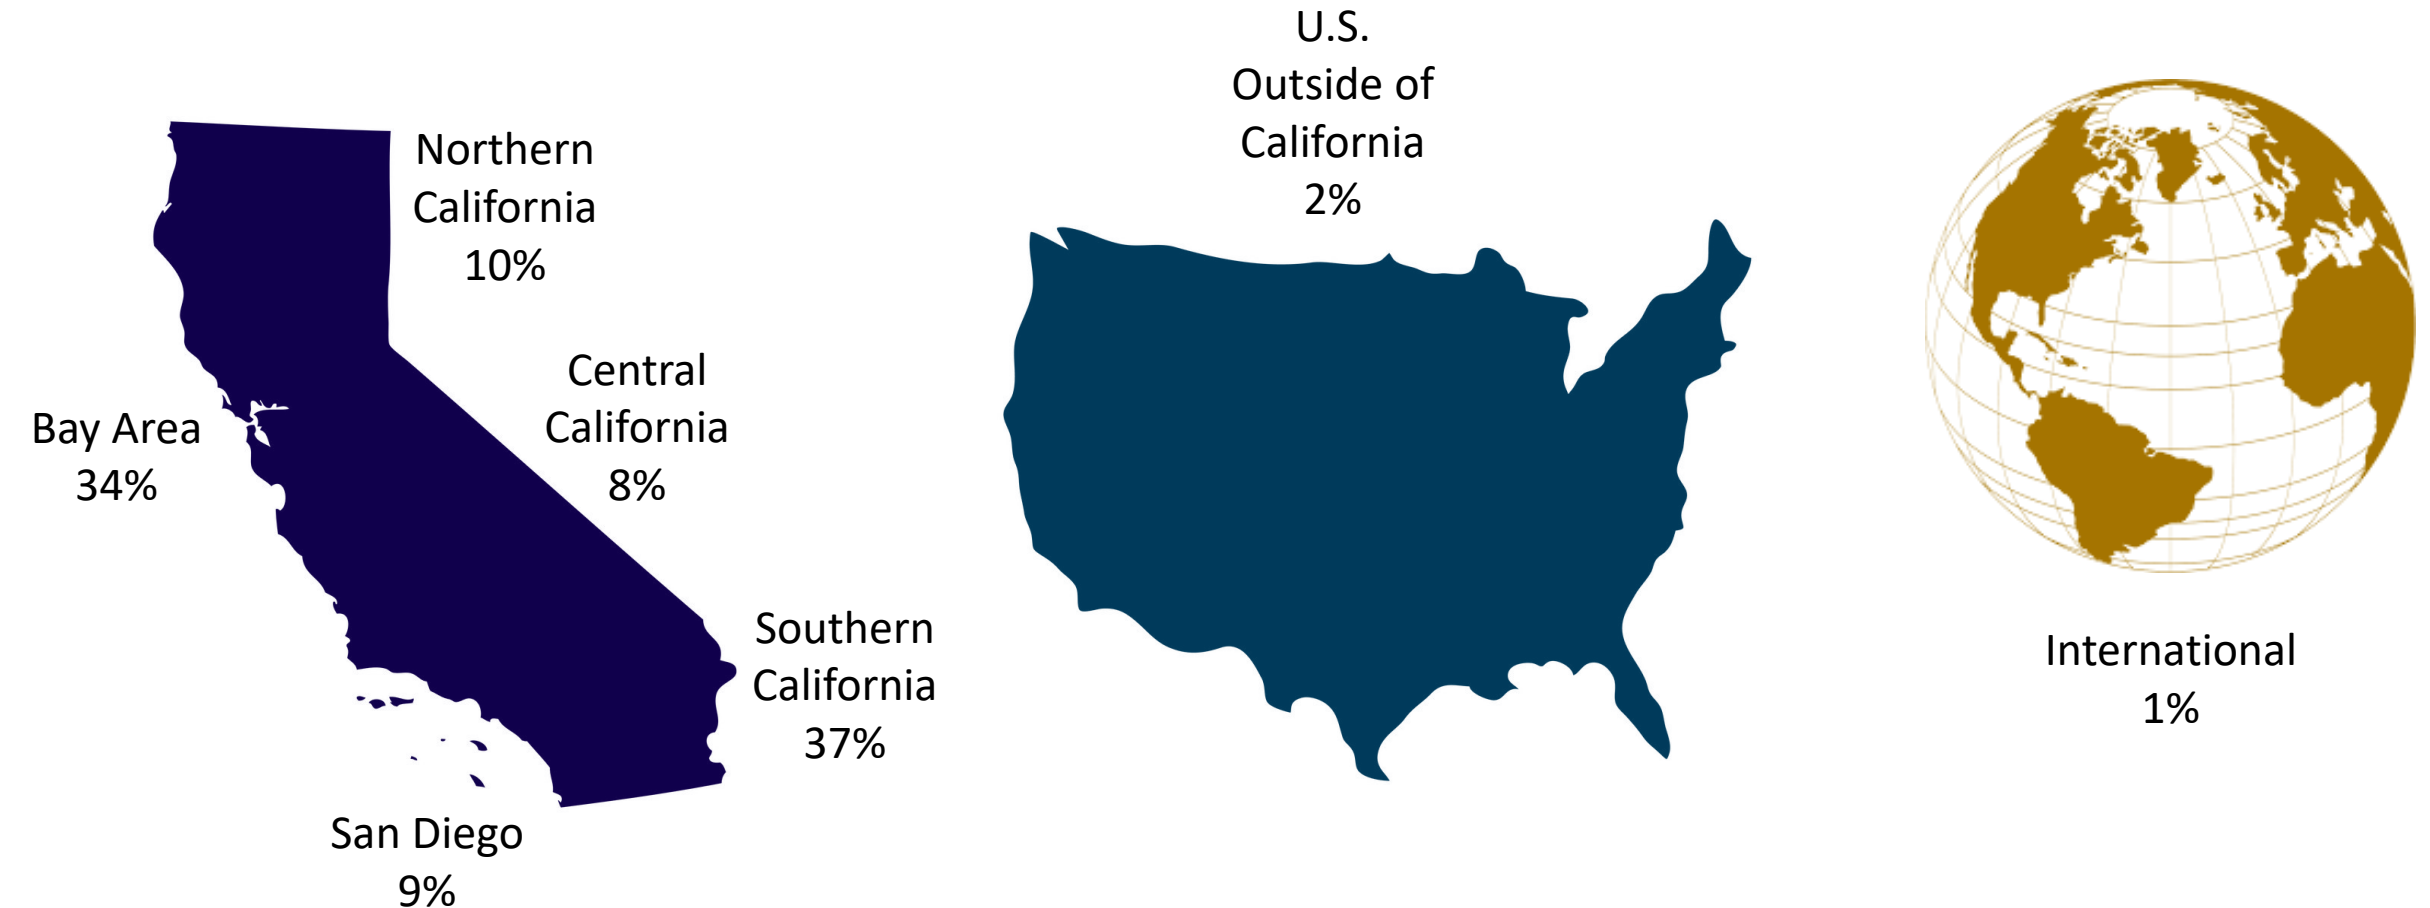 Northern
California
10%
Bay Area
34%
Central
California
8%
Southern
California
37%
San Diego
9%
U.S.
Outside of
California
2%
International
1%